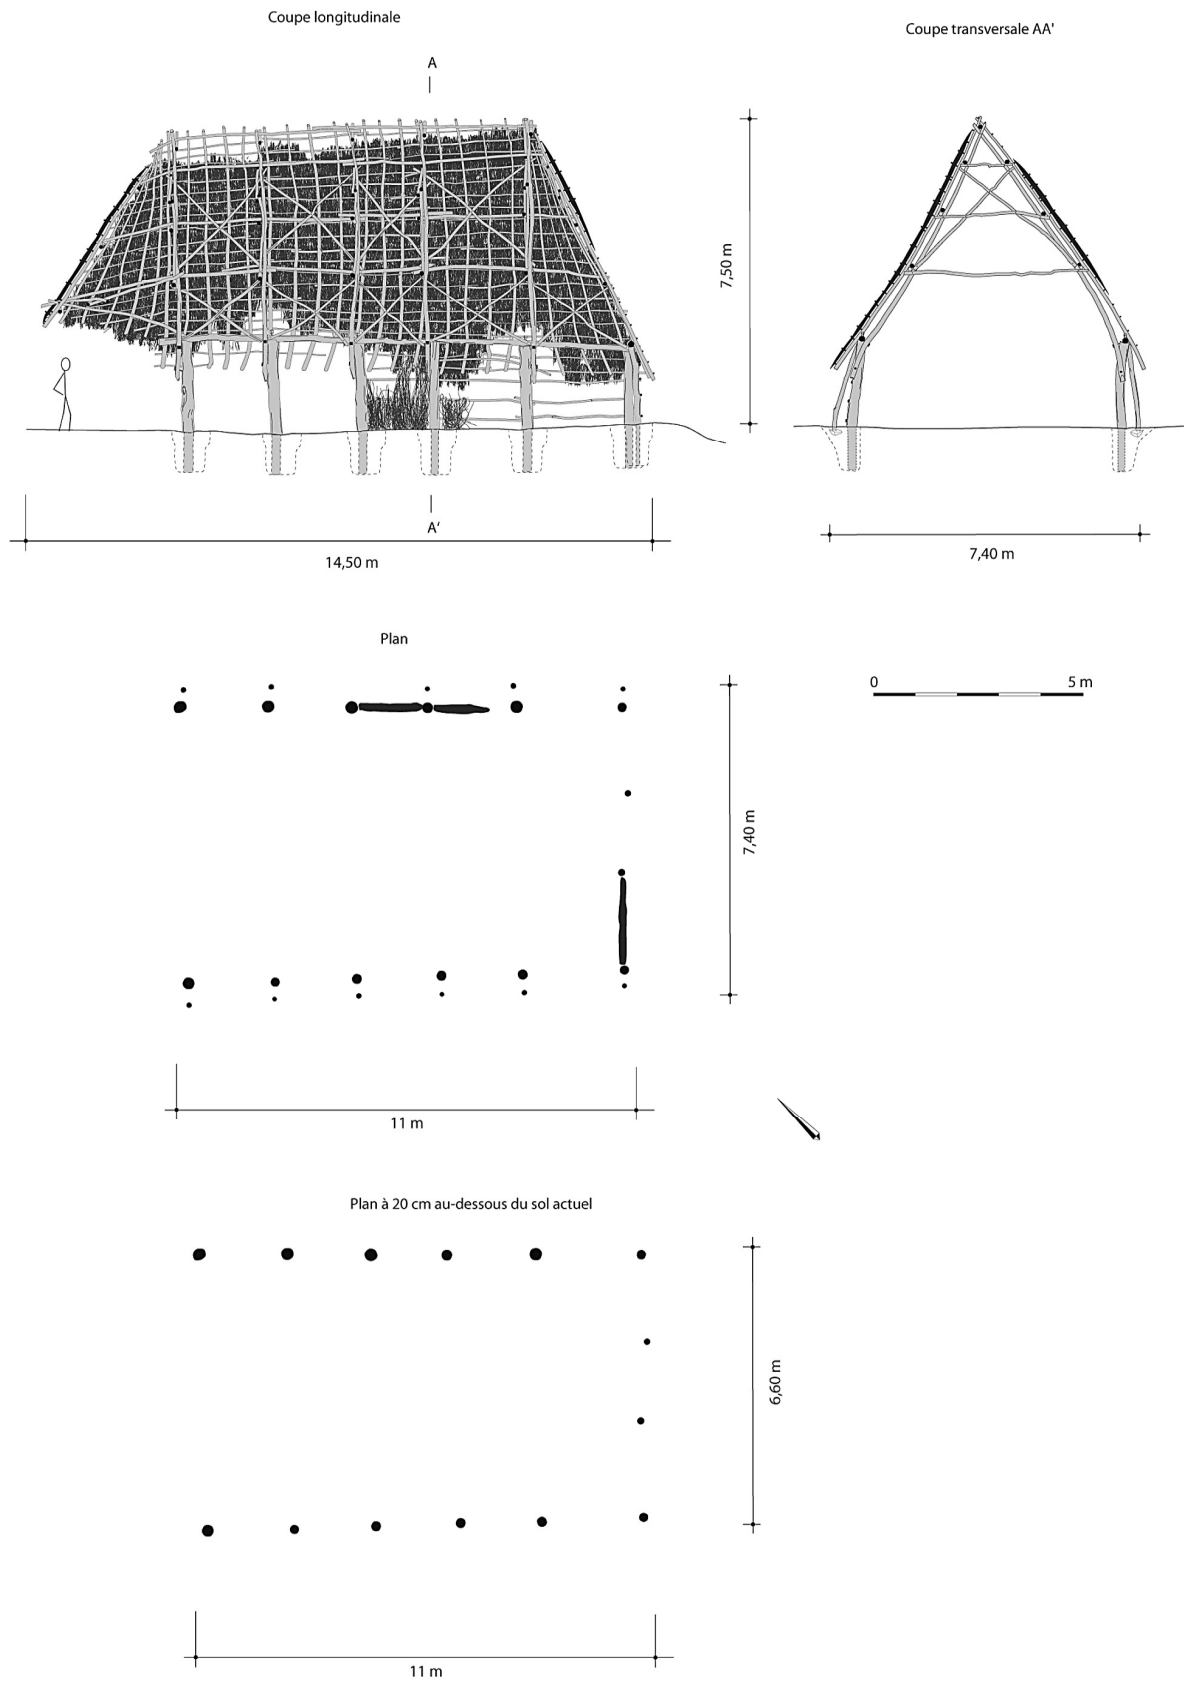 Coupe longitudinale
Coupe transversale AA'
A
7,50 m
A'
14,50 m
7,40 m
Plan
0 5 m
7,40 m
11 m
Plan à 20 cm au-dessous du sol actuel
6,60 m
11 m